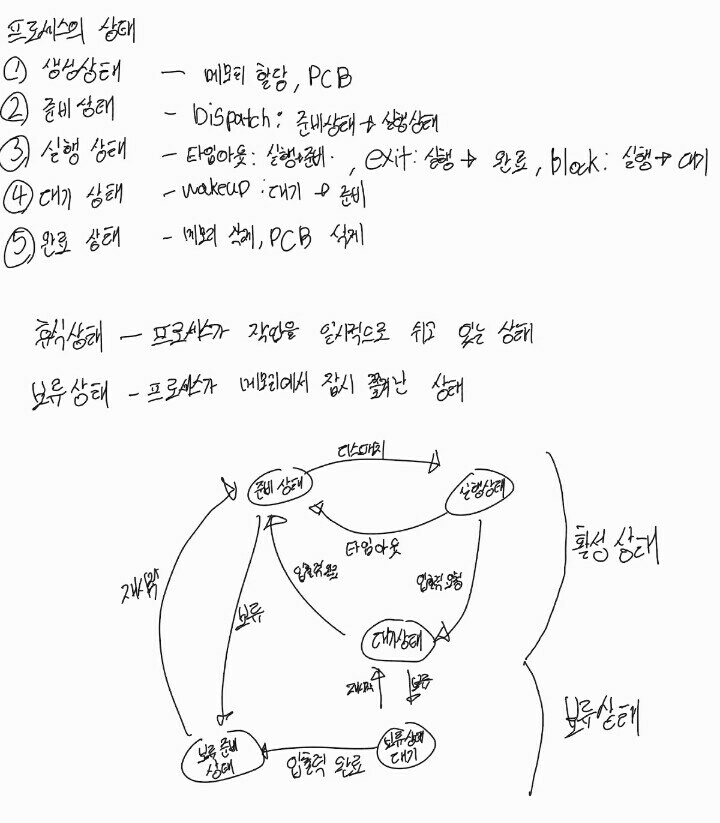 프로세스의 상태
① 생성상태 — 메모리 할당, PCB
② 준비상태 - Dispatch: 준비상태 → 실행상태
③ 실행 상태 - 타임아웃: 실행→준비, exit: 실행 → 완료, block: 실행 → 대기
④ 대기 상태 - wakeup: 대기 → 준비
⑤ 완료 상태 - 메모리 삭제, PCB 삭제
휴식상태 — 프로세스가 작업을 일시적으로 쉬고 있는 상태
보류상태 - 프로세스가 메모리에서 잠시 쫓겨난 상태
디스패치
준비 상태
실행상태
타임아웃
활성 상태
입출력 완료
입출력 요청
재시작
보류
대기상태
재시작
보류
보류상태
보류 준비
상태
입출력 완료
보류상태
대기